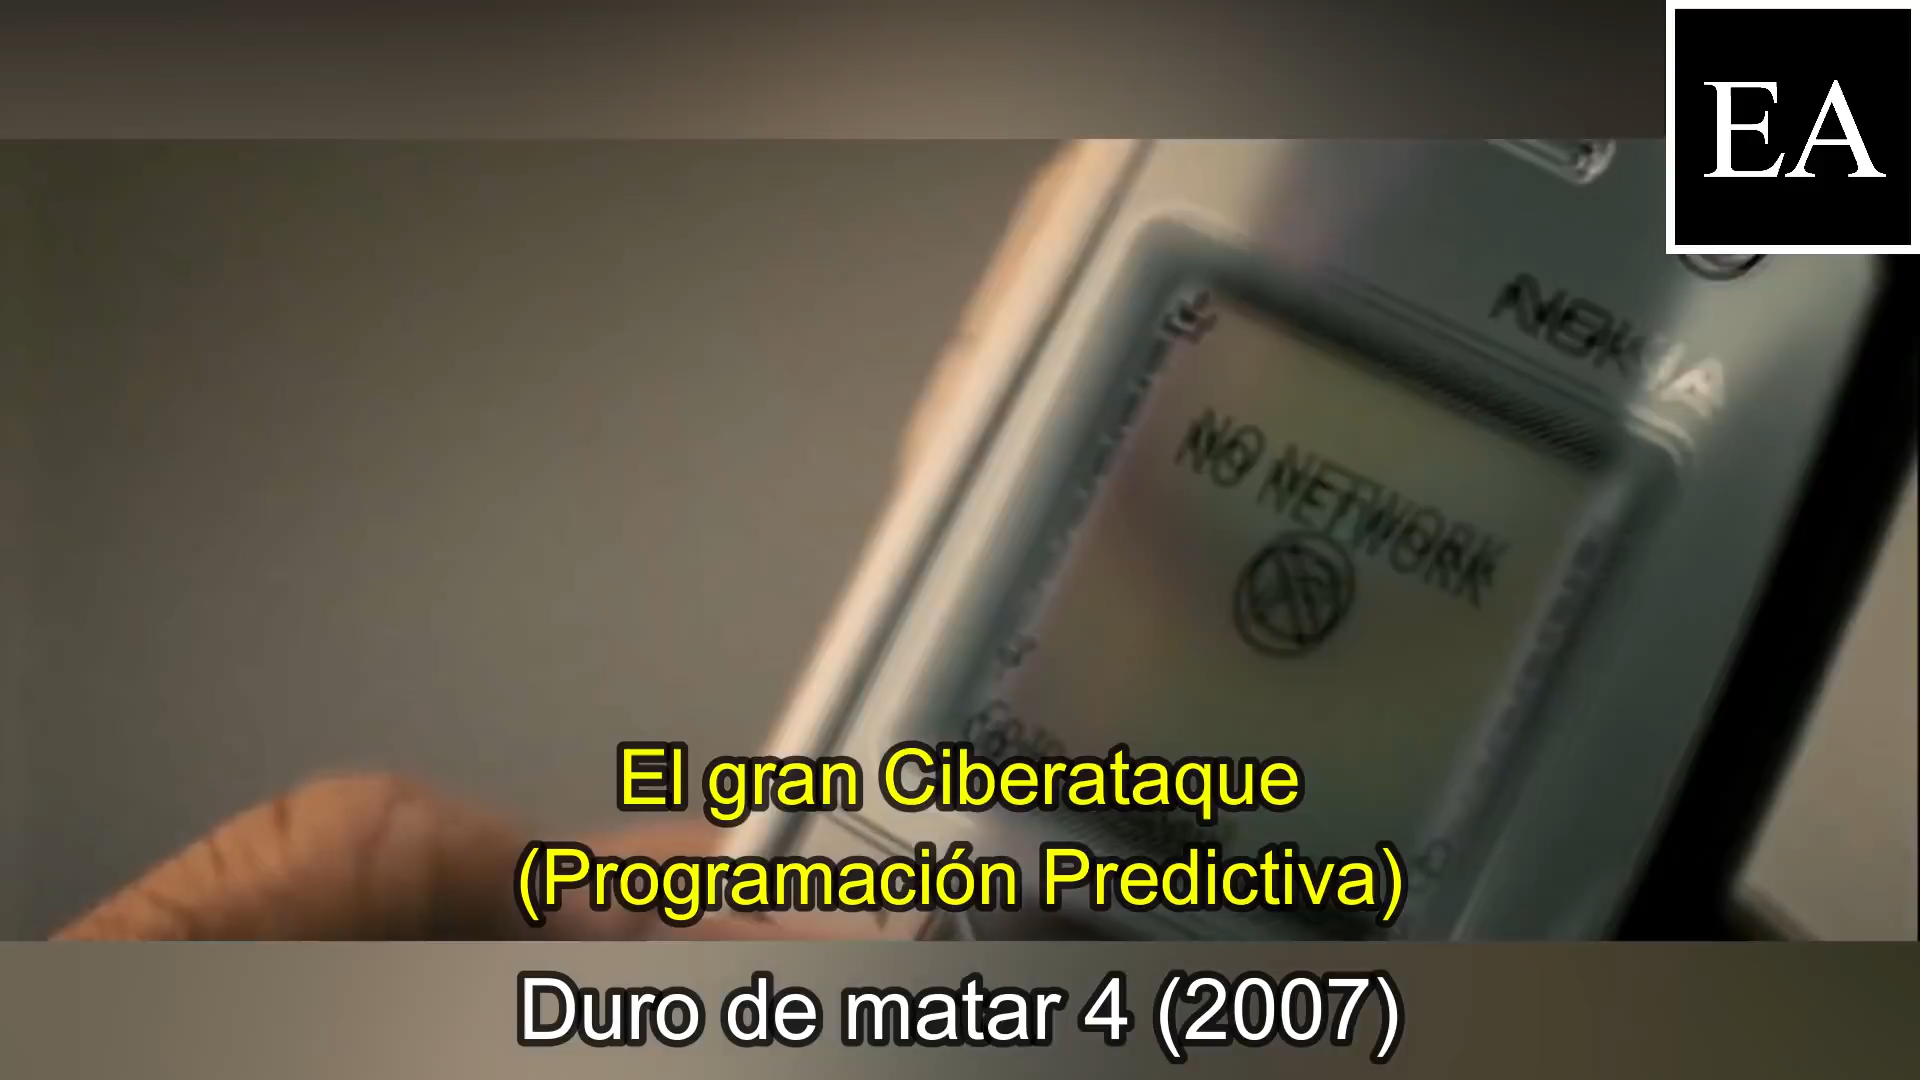 EA
NOKIA
NO NETWORK
El gran Ciberataque
(Programación Predictiva)
Duro de matar 4 (2007)